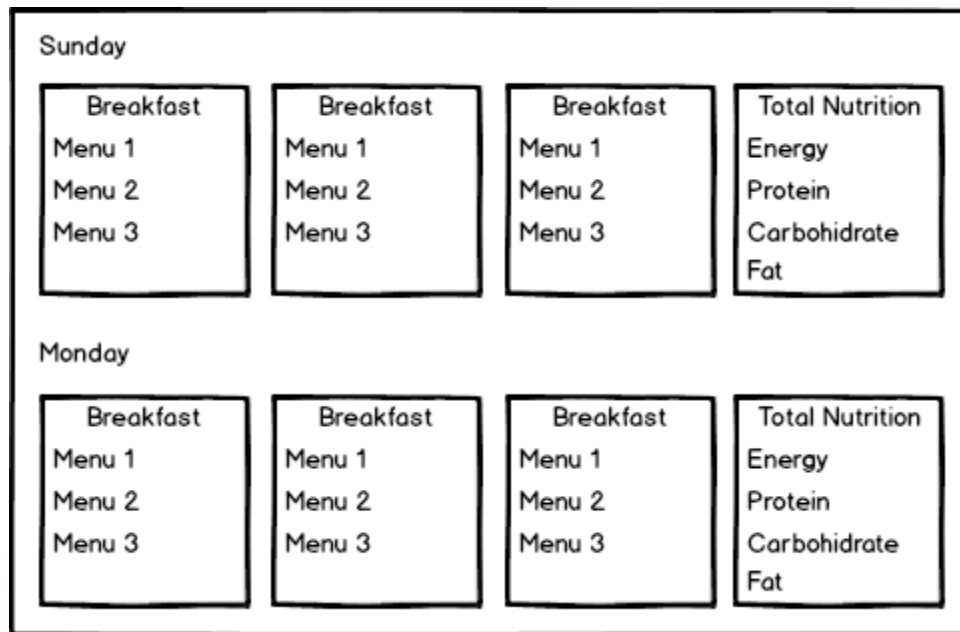 Sunday
Breakfast
Menu 1
Menu 2
Menu 3
Breakfast
Menu 1
Menu 2
Menu 3
Breakfast
Menu 1
Menu 2
Menu 3
Total Nutrition
Energy
Protein
Carbohidrate
Fat
Monday
Breakfast
Menu 1
Menu 2
Menu 3
Breakfast
Menu 1
Menu 2
Menu 3
Breakfast
Menu 1
Menu 2
Menu 3
Total Nutrition
Energy
Protein
Carbohidrate
Fat